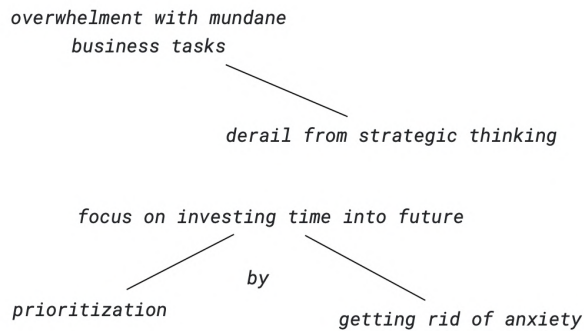 overwhelment with mundane
business tasks
derail from strategic thinking
focus on investing time into future
by
prioritization
getting rid of anxiety